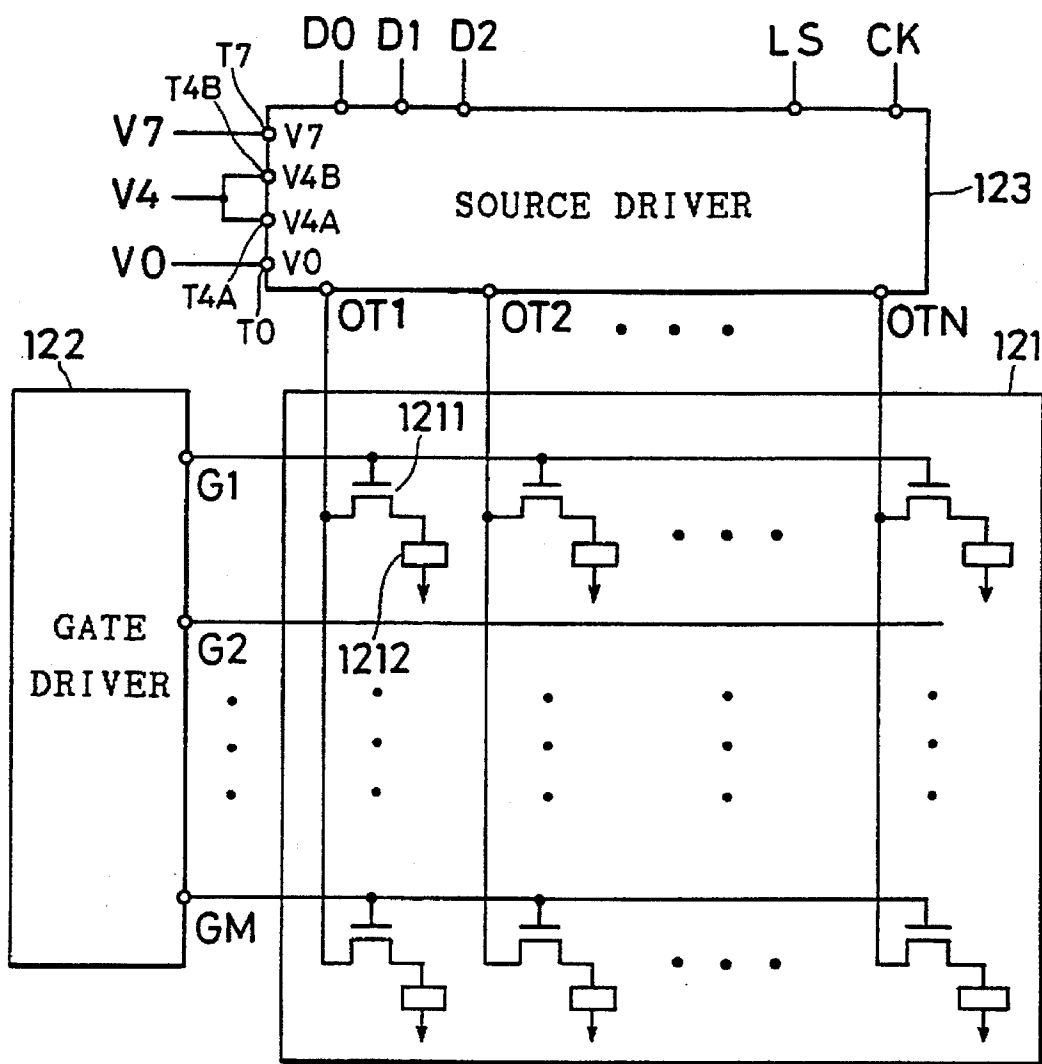 D0 D1 D2 LS CK
T7
T4B
V7 V7
V4B
V4 SOURCE DRIVER 123
V4A
V0 V0
T4A
T0 OT1 OT2 OTN
122 121
1211
G1
GATE G2
1212
DRIVER
GM